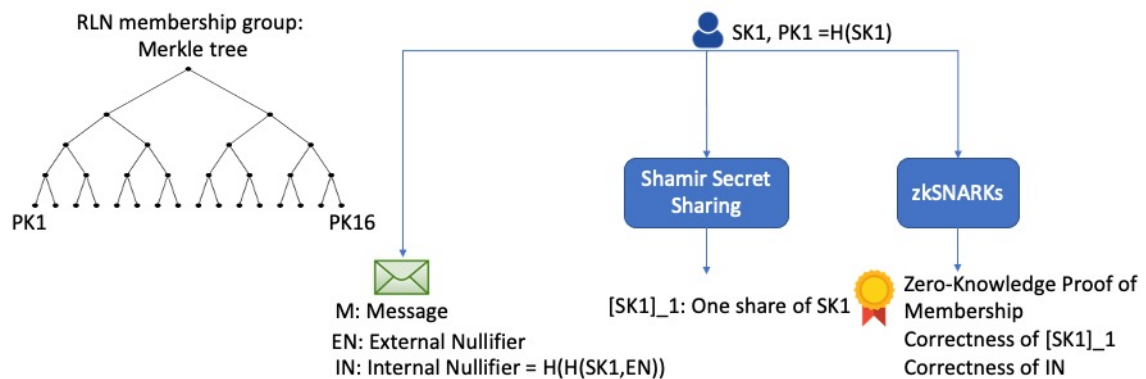 RLN membership group:
Merkle tree
PK1
PK16
SK1, PK1 =H(SK1)
Shamir Secret
Sharing
zkSNARKs
M: Message
EN: External Nullifier
IN: Internal Nullifier = H(H(SK1,EN))
[SK1]_1: One share of SK1
Zero-Knowledge Proof of
Membership
Correctness of [SK1]_1
Correctness of IN